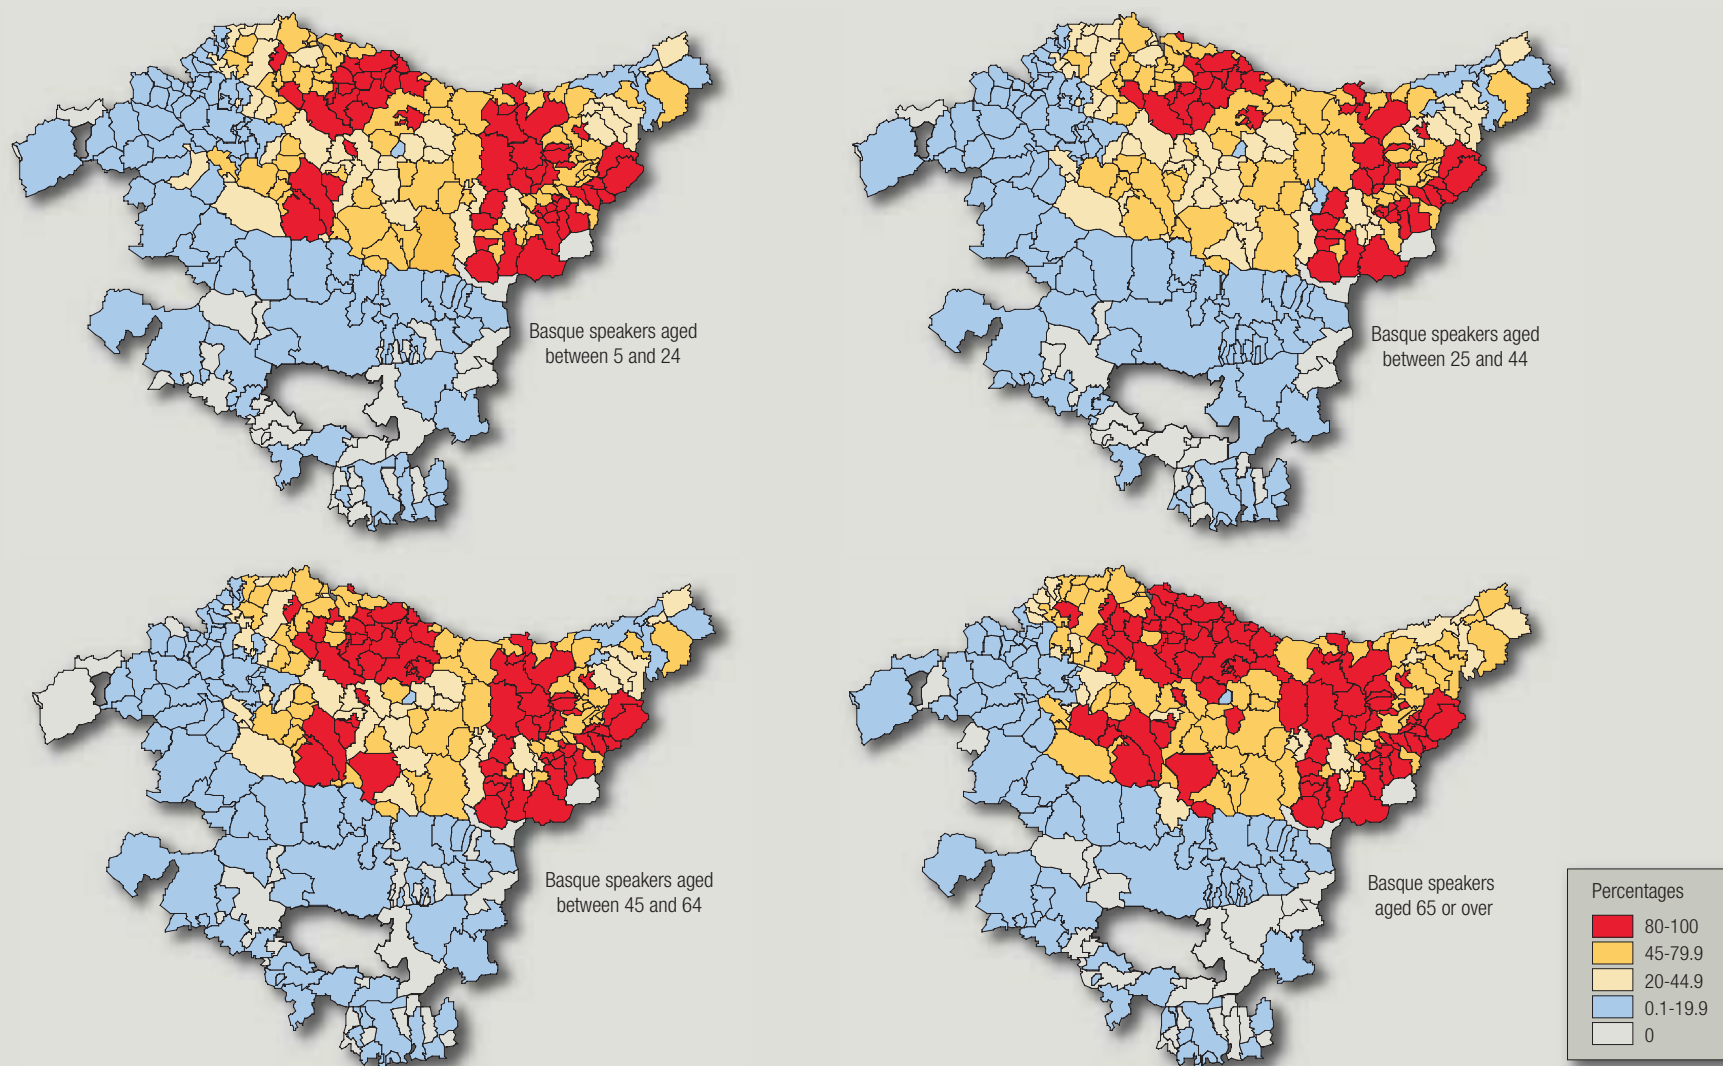 Basque speakers aged
between 5 and 24
Basque speakers aged
between 25 and 44
Basque speakers aged
between 45 and 64
Basque speakers
aged 65 or over
Percentages
80-100
45-79.9
20-44.9
0.1-19.9
0